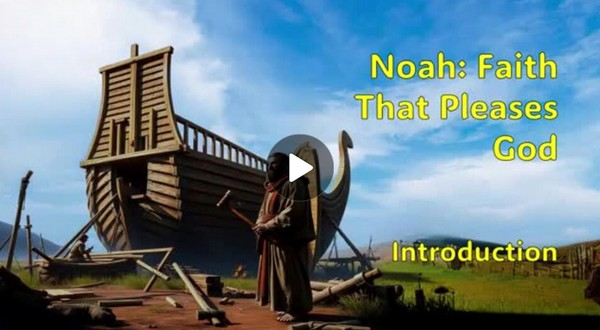 Noah: Faith
That Pleases
God
Introduction